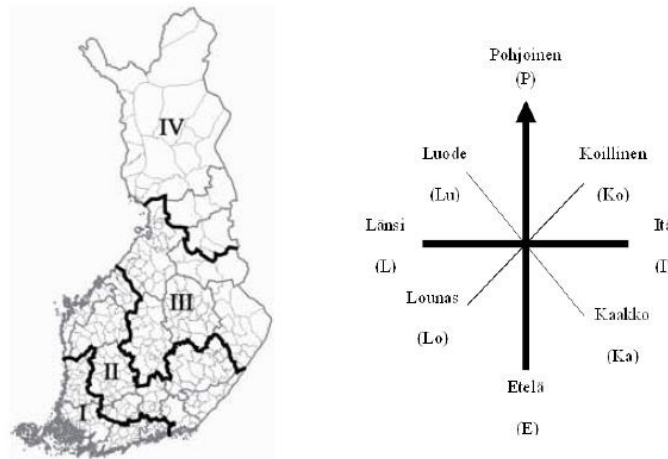 IV
III
II
I
Pohjoinen
(P)
Luode
Koillinen
(Lu)
(Ko)
Länsi
(L)
Lounas
(Lo)
Kaakko
(Ka)
Etelä
(E)